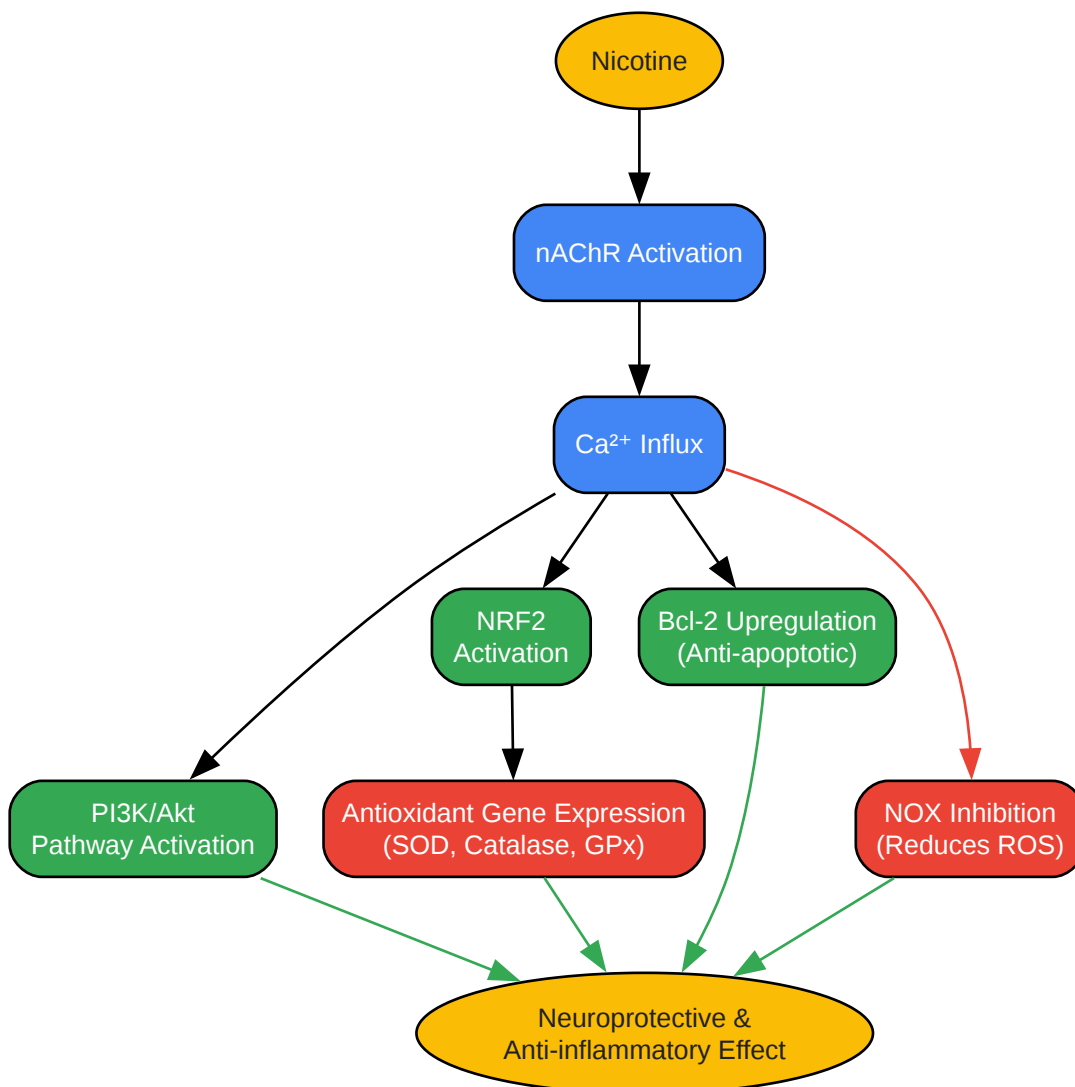 Nicotine
nAChR Activation
Ca²⁺ Influx
NRF2
Activation
Bcl-2 Upregulation
(Anti-apoptotic)
PI3K/Akt
Pathway Activation
Antioxidant Gene Expression
(SOD, Catalase, GPx)
NOX Inhibition
(Reduces ROS)
Neuroprotective &
Anti-inflammatory Effect